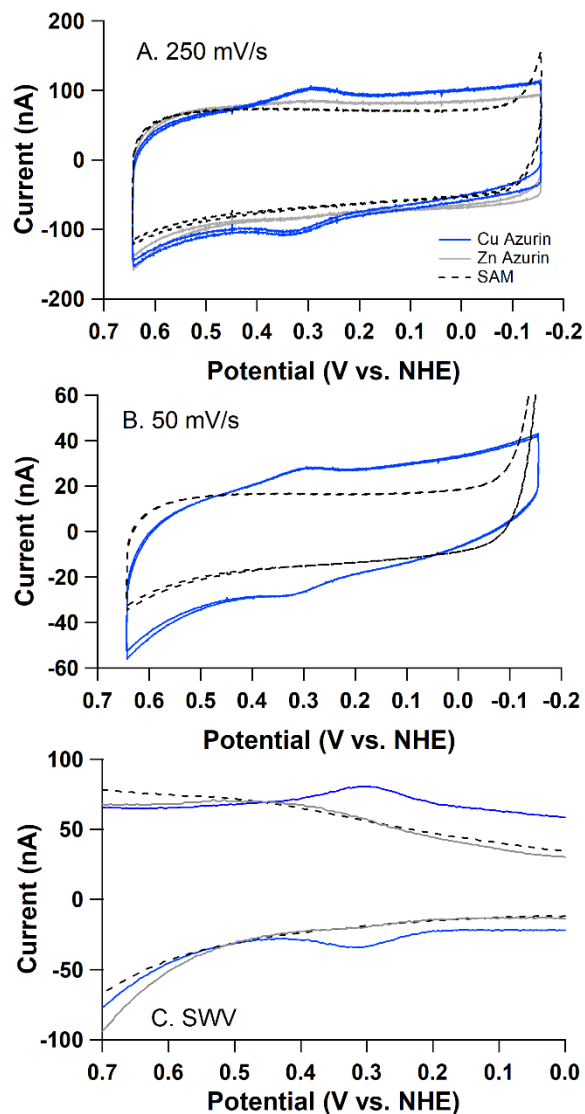 A. 250 mV/s
200
100
0
-100
-200
Current (nA)
Cu Azurin
Zn Azurin
SAM
0.7 0.6 0.5 0.4 0.3 0.2 0.1 0.0 -0.1 -0.2
Potential (V vs. NHE)
B. 50 mV/s
60
40
20
0
-20
-40
-60
Current (nA)
0.7 0.6 0.5 0.4 0.3 0.2 0.1 0.0 -0.1 -0.2
Potential (V vs. NHE)
100
50
0
-50
-100
Current (nA)
C. SWV
0.7 0.6 0.5 0.4 0.3 0.2 0.1 0.0
Potential (V vs. NHE)